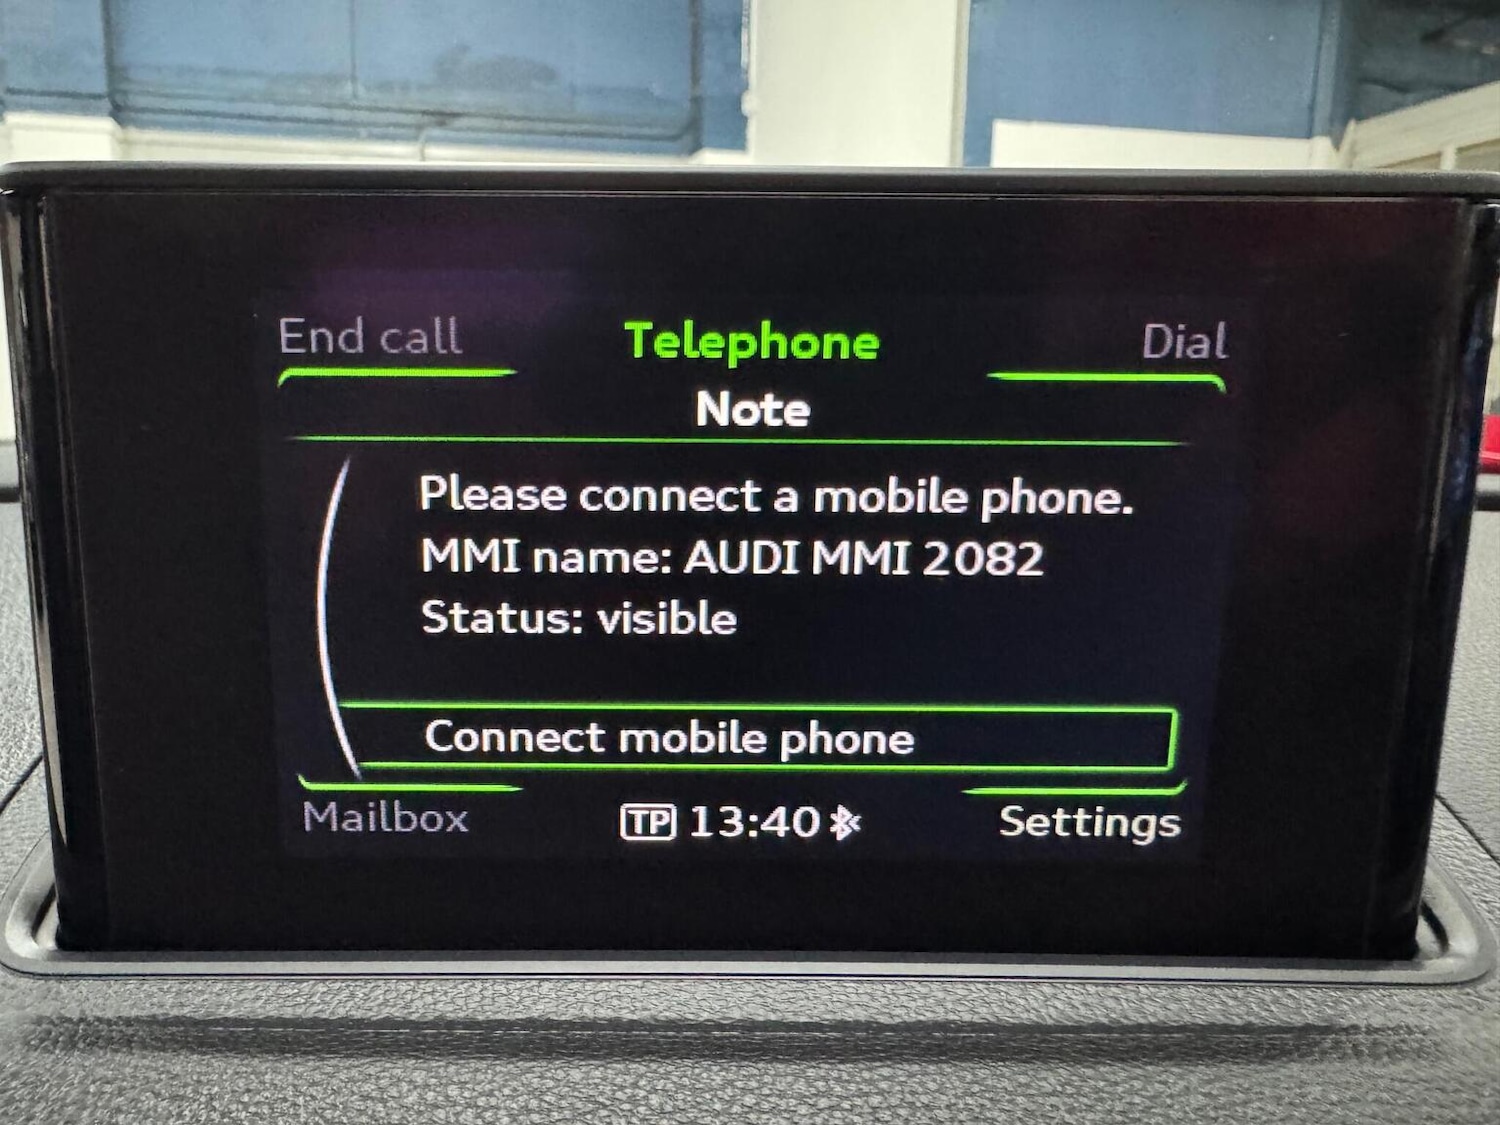 End call
Telephone
Dial
Note
Please connect a mobile phone.
MMI name: AUDI MMI 2082
Status: visible
Connect mobile phone
Mailbox
TP 13:40
Settings